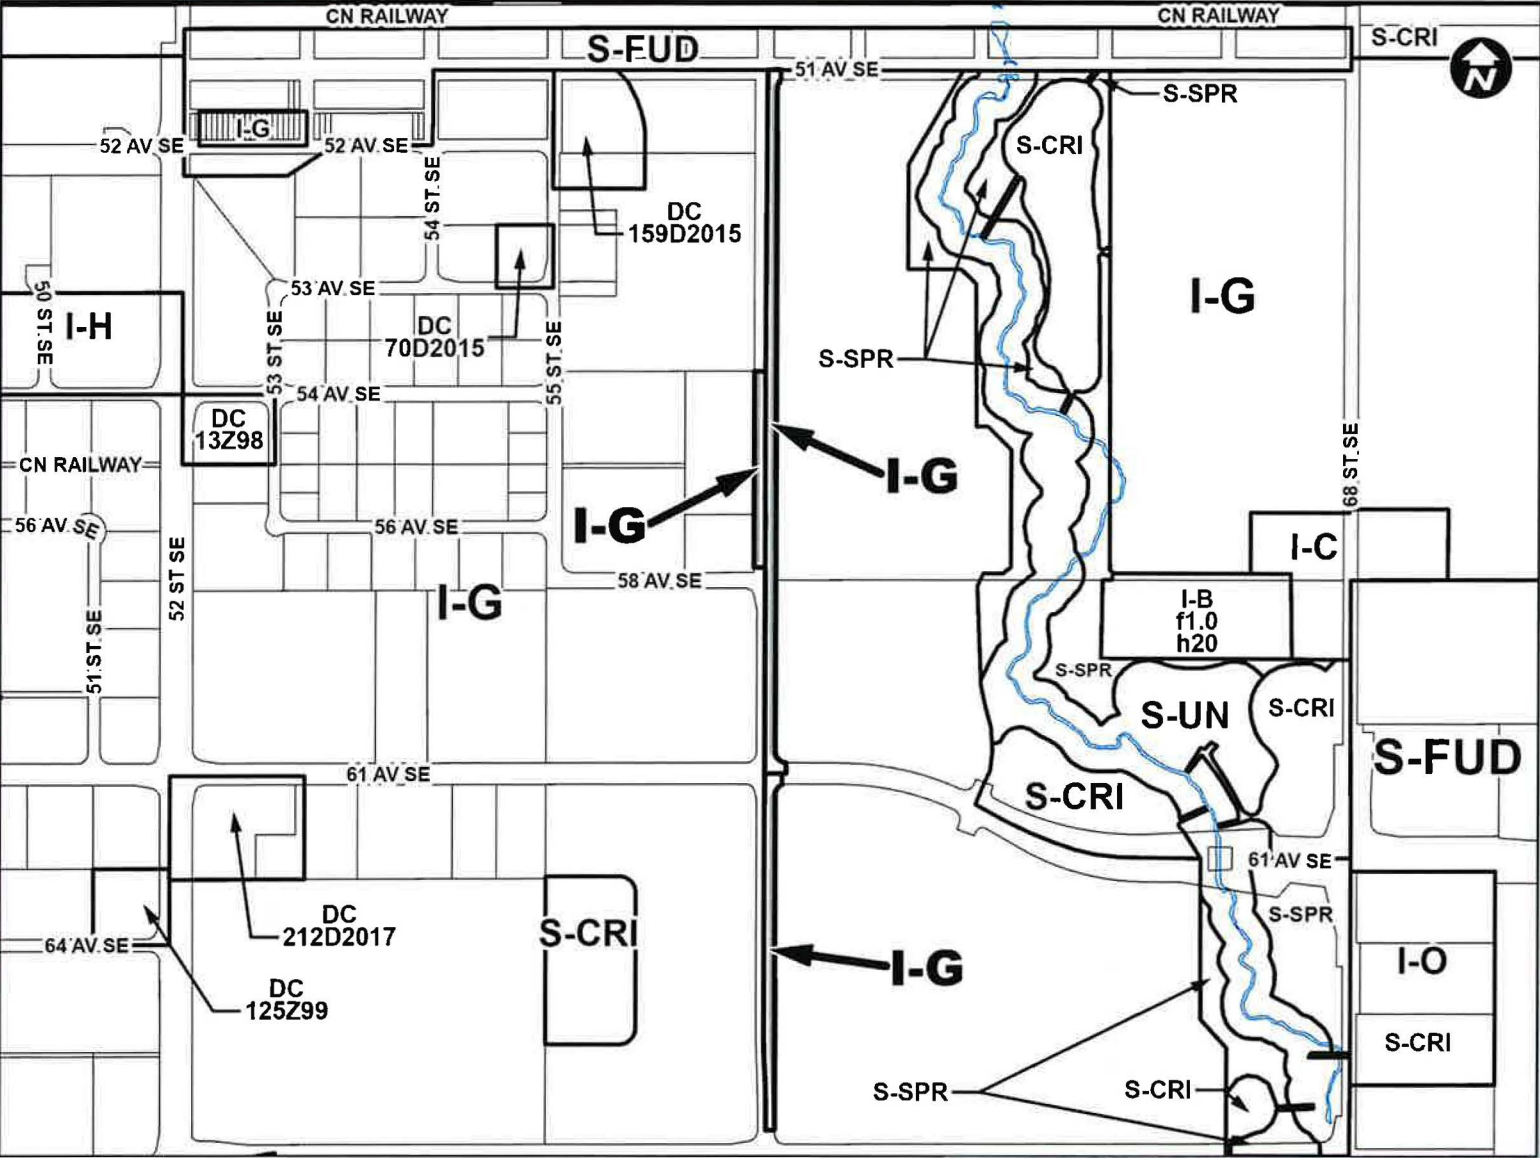 CN RAILWAY
CN RAILWAY
S-CRI
S-FUD
51 AV SE
N
S-SPR
I-G
52 AV SE
52 AV SE
S-CRI
54 ST. SE
DC
159D2015
50 ST. SE
I-H
53 AV SE
DC
70D2015
53 ST. SE
55 ST SE
I-G
S-SPR
54 AV SE
DC
13Z98
CN RAILWAY
I-G
68 ST. SE
56 AV SE
56 AV SE
I-G
52 ST SE
I-C
58 AV SE
I-G
I-B
f1.0
h20
51 ST. SE
S-SPR
S-UN
S-CRI
S-FUD
61 AV SE
S-CRI
61 AV SE
DC
212D2017
S-CRI
S-SPR
64 AV SE
I-G
I-O
DC
125Z99
S-CRI
S-SPR
S-CRI